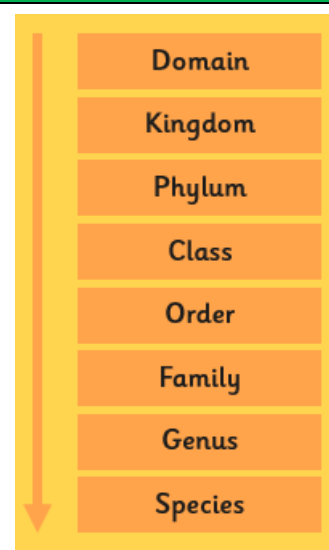 Domain
Kingdom
Phylum
Class
Order
Family
Genus
Species